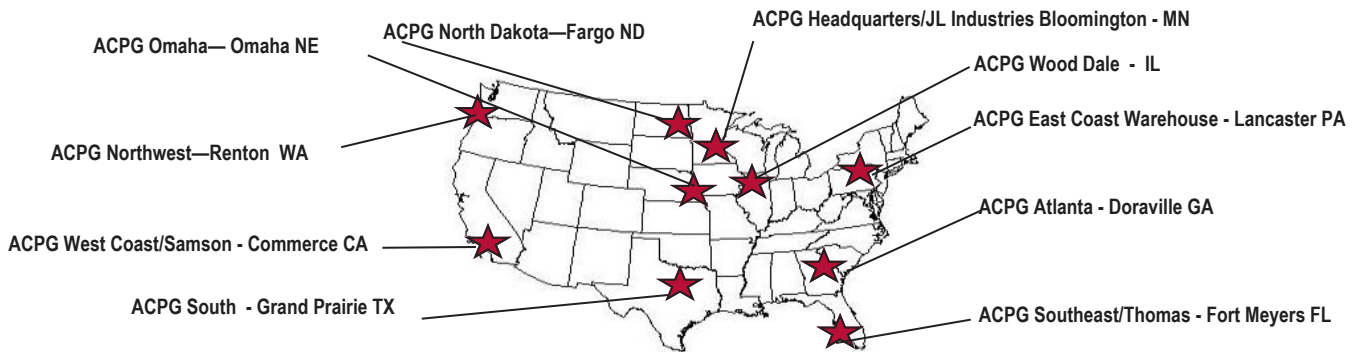 ACPG Headquarters/JL Industries Bloomington - MN
ACPG North Dakota—Fargo ND
ACPG Omaha— Omaha NE
ACPG Wood Dale - IL
ACPG East Coast Warehouse - Lancaster PA
ACPG Northwest—Renton WA
ACPG Atlanta - Doraville GA
ACPG West Coast/Samson - Commerce CA
ACPG South - Grand Prairie TX
ACPG Southeast/Thomas - Fort Meyers FL